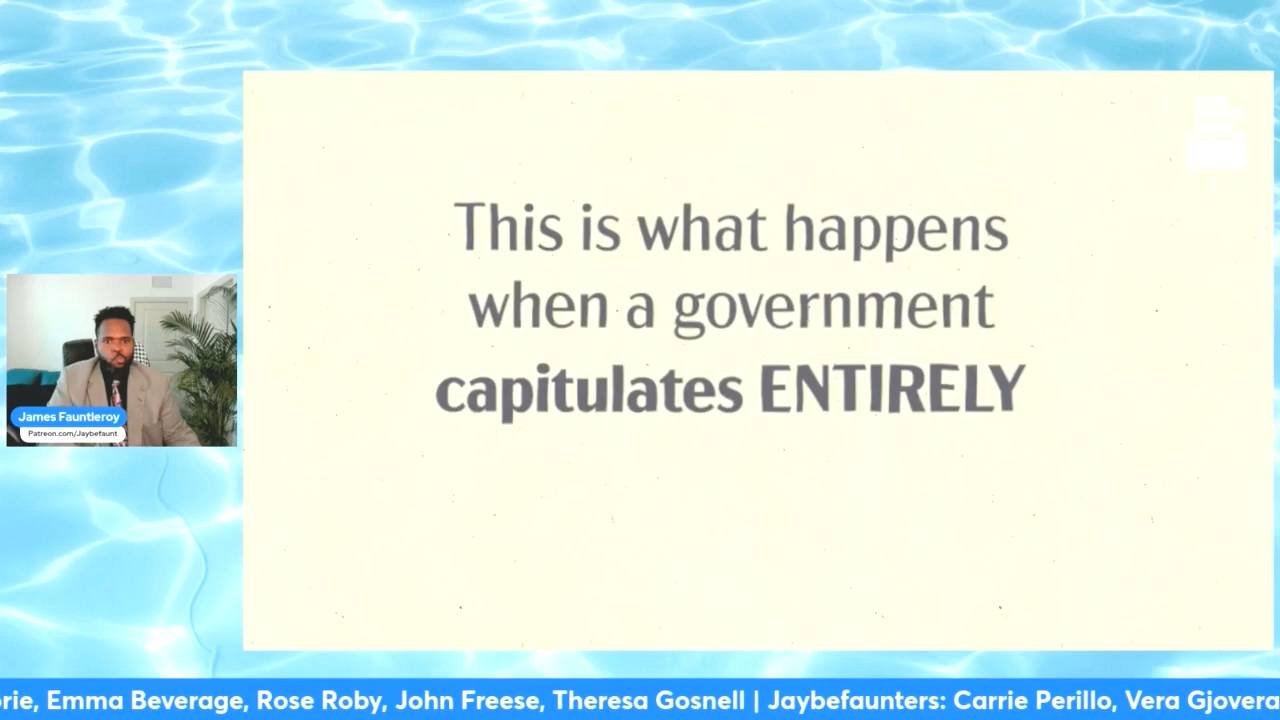 This is what happens
when a government
capitulates ENTIRELY
James Fauntleroy
Patreon.com/Jaybefaunt
orie, Emma Beverage, Rose Roby, John Freese, Theresa Gosnell | Jaybefaunters: Carrie Perillo, Vera Gjovera